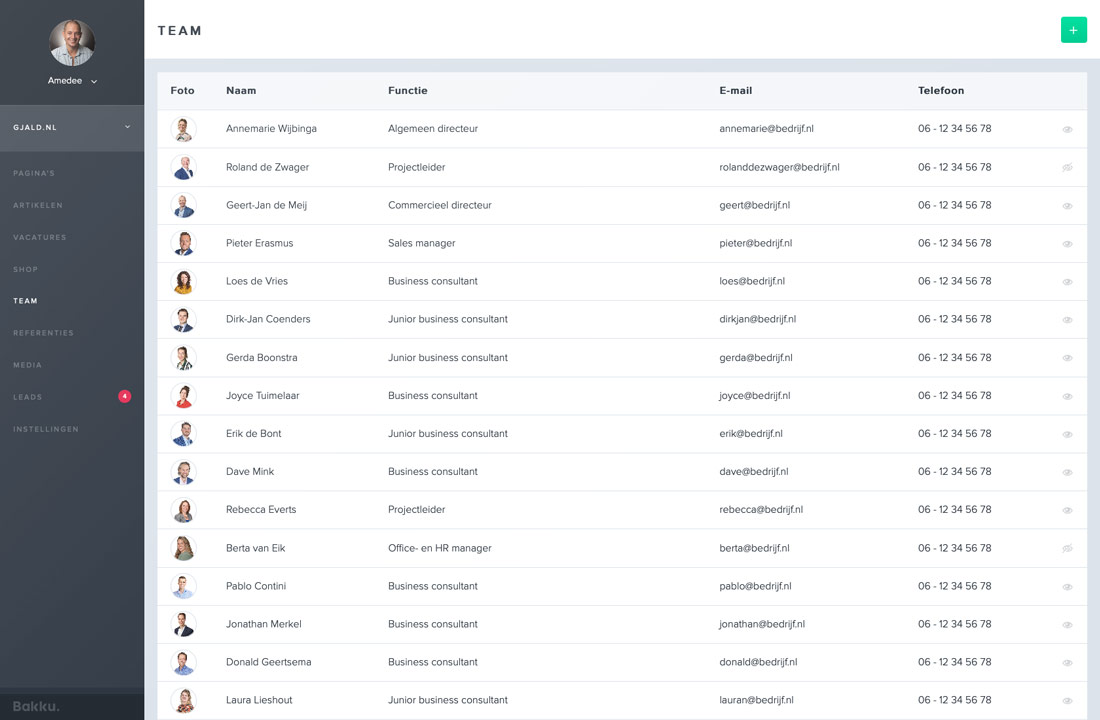 Amedee
GJALD.NL
PAGINA'S
ARTIKELEN
VACATURES
SHOP
TEAM
REFERENTIES
MEDIA
LEADS 4
INSTELLINGEN
Bakku.
TEAM
+
Foto Naam Functie E-mail Telefoon
Annemarie Wijbinga Algemeen directeur annemarie@bedrijf.nl 06 - 12 34 56 78
Roland de Zwager Projectleider rolanddezwager@bedrijf.nl 06 - 12 34 56 78
Geert-Jan de Meij Commercieel directeur geert@bedrijf.nl 06 - 12 34 56 78
Pieter Erasmus Sales manager pieter@bedrijf.nl 06 - 12 34 56 78
Loes de Vries Business consultant loes@bedrijf.nl 06 - 12 34 56 78
Dirk-Jan Coenders Junior business consultant dirkjan@bedrijf.nl 06 - 12 34 56 78
Gerda Boonstra Junior business consultant gerda@bedrijf.nl 06 - 12 34 56 78
Joyce Tuimelaar Business consultant joyce@bedrijf.nl 06 - 12 34 56 78
Erik de Bont Junior business consultant erik@bedrijf.nl 06 - 12 34 56 78
Dave Mink Business consultant dave@bedrijf.nl 06 - 12 34 56 78
Rebecca Everts Projectleider rebecca@bedrijf.nl 06 - 12 34 56 78
Berta van Eik Office- en HR manager berta@bedrijf.nl 06 - 12 34 56 78
Pablo Contini Business consultant pablo@bedrijf.nl 06 - 12 34 56 78
Jonathan Merkel Business consultant jonathan@bedrijf.nl 06 - 12 34 56 78
Donald Geertsema Business consultant donald@bedrijf.nl 06 - 12 34 56 78
Laura Lieshout Junior business consultant lauran@bedrijf.nl 06 - 12 34 56 78